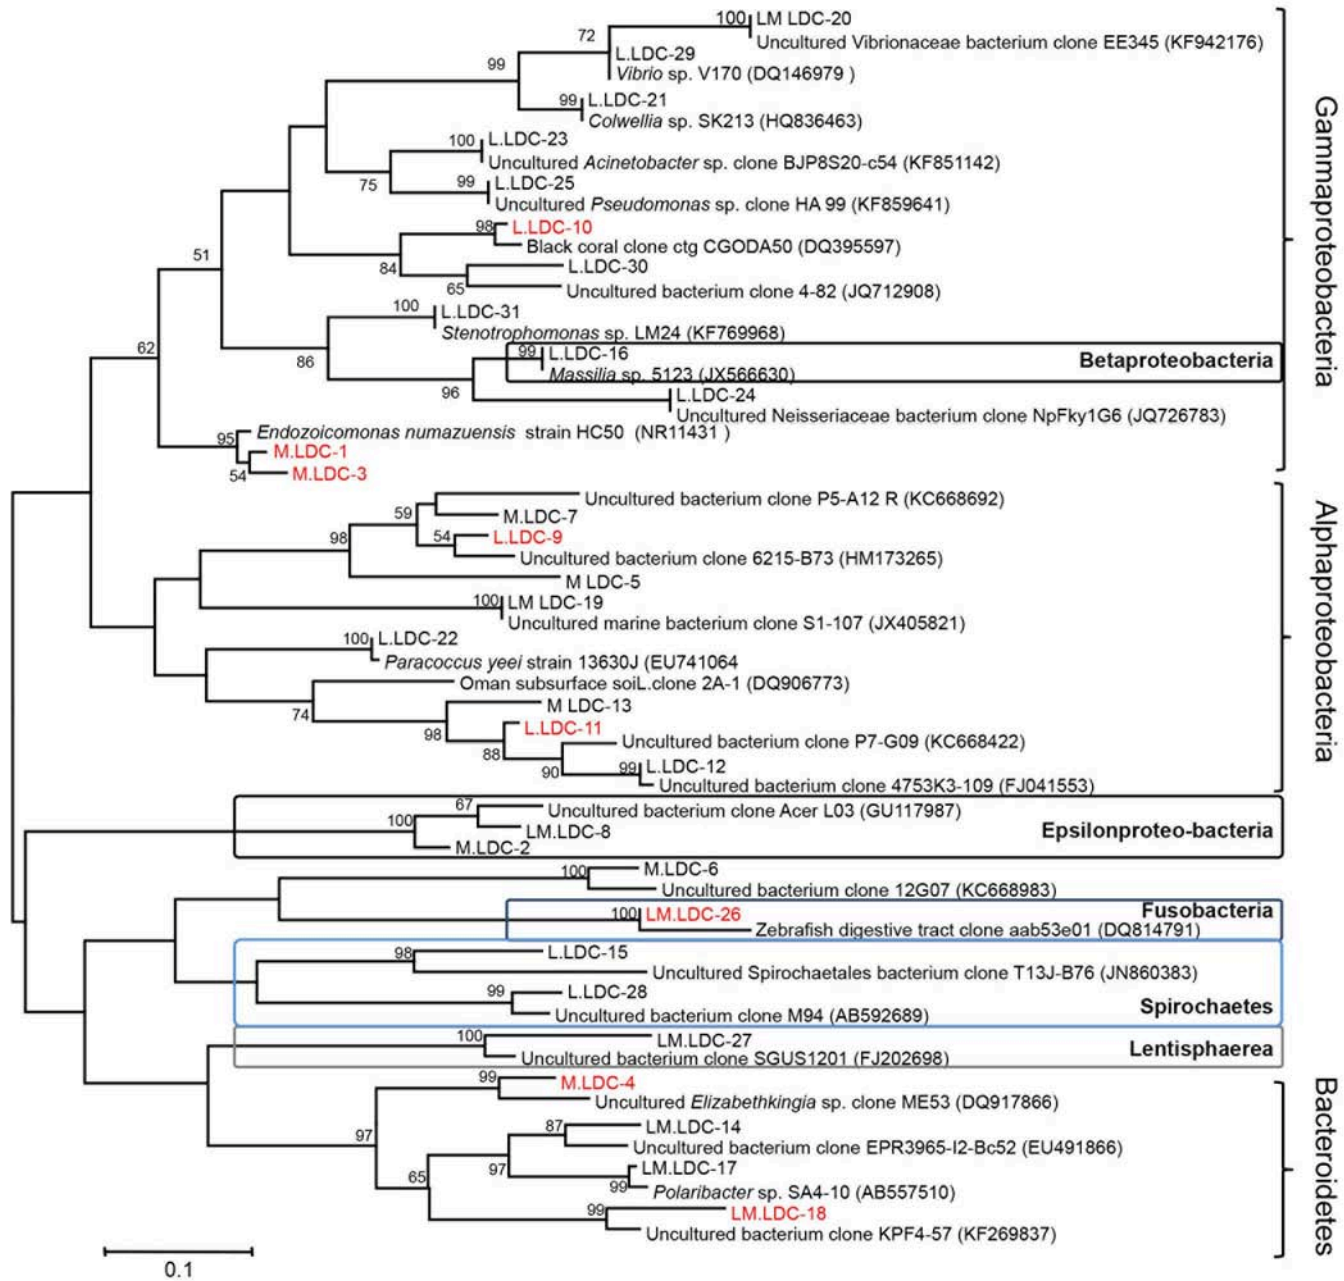 100 LM LDC-20
72
Uncultured Vibrionaceae bacterium clone EE345 (KF942176)
L.LDC-29
99
Vibrio sp. V170 (DQ146979 )
99 L.LDC-21
Colwellia sp. SK213 (HQ836463)
100 L.LDC-23
Uncultured Acinetobacter sp. clone BJP8S20-c54 (KF851142)
75
99 L.LDC-25
Uncultured Pseudomonas sp. clone HA 99 (KF859641)
98 L.LDC-10
Black coral clone ctg CGODA50 (DQ395597)
51
84
L.LDC-30
65
Uncultured bacterium clone 4-82 (JQ712908)
100 L.LDC-31
Stenotrophomonas sp. LM24 (KF769968)
62
86
99 L.LDC-16
Betaproteobacteria
Massilia sp. 5123 (JX566630)
96
L.LDC-24
Uncultured Neisseriaceae bacterium clone NpFky1G6 (JQ726783)
95 Endozoicomonas numazuensis strain HC50 (NR11431 )
M.LDC-1
54 M.LDC-3
Gammaproteobacteria
Uncultured bacterium clone P5-A12 R (KC668692)
59
M.LDC-7
98
54 L.LDC-9
Uncultured bacterium clone 6215-B73 (HM173265)
M LDC-5
100 LM LDC-19
Uncultured marine bacterium clone S1-107 (JX405821)
100 L.LDC-22
Paracoccus yeei strain 13630J (EU741064
Oman subsurface soiL.clone 2A-1 (DQ906773)
74
M LDC-13
98
L.LDC-11
88
Uncultured bacterium clone P7-G09 (KC668422)
90
99 L.LDC-12
Uncultured bacterium clone 4753K3-109 (FJ041553)
Alphaproteobacteria
67
Uncultured bacterium clone Acer L03 (GU117987)
100
LM.LDC-8
Epsilonproteo-bacteria
M.LDC-2
100
M.LDC-6
Uncultured bacterium clone 12G07 (KC668983)
Fusobacteria
100 LM.LDC-26
Zebrafish digestive tract clone aab53e01 (DQ814791)
98
L.LDC-15
Uncultured Spirochaetales bacterium clone T13J-B76 (JN860383)
99
L.LDC-28
Spirochaetes
Uncultured bacterium clone M94 (AB592689)
100
LM.LDC-27
Lentisphaerea
Uncultured bacterium clone SGUS1201 (FJ202698)
99
M.LDC-4
Uncultured Elizabethkingia sp. clone ME53 (DQ917866)
87
LM.LDC-14
97
Uncultured bacterium clone EPR3965-I2-Bc52 (EU491866)
97
LM.LDC-17
65
99
Polaribacter sp. SA4-10 (AB557510)
99
LM.LDC-18
Uncultured bacterium clone KPF4-57 (KF269837)
Bacteroidetes
0.1